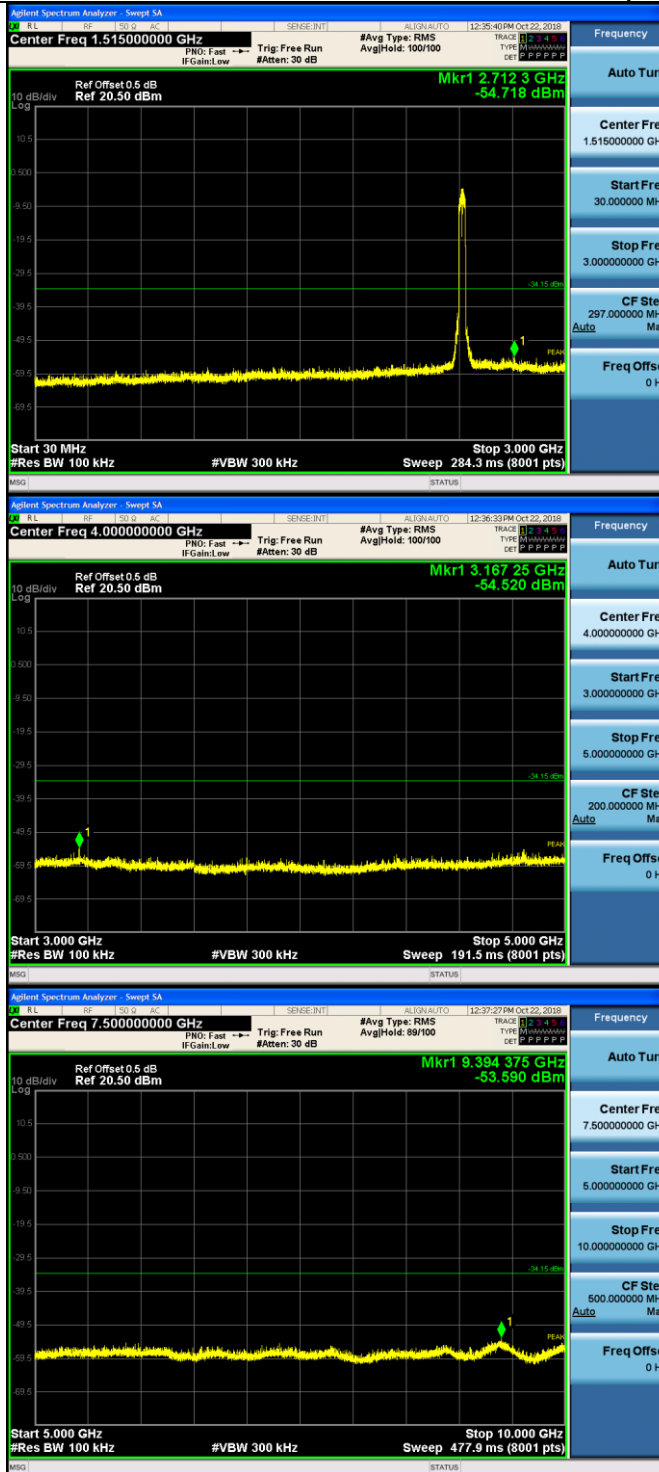 Agilent Spectrum Analyzer - Swept SA
RL RF 50 Ω AC SENSE:INT ALIGNAUTO 12:35:40 PM Oct 22, 2018
Center Freq 1.515000000 GHz
PNO: Fast
IFGain:Low
Trig: Free Run
#Atten: 30 dB
#Avg Type: RMS
Avg|Hold: 100/100
TRACE 1 2 3 4 5 6
TYPE M
DET P P P P P P
Frequency
Mkr1 2.712 3 GHz
-54.718 dBm
Ref Offset 0.5 dB
10 dB/div Ref 20.50 dBm
Log
10.5
0.500
-9.50
-19.5
-29.5
-39.5
-49.5
-59.5
-69.5
-34.15 dBm
1
PEAK
Start 30 MHz Stop 3.000 GHz
#Res BW 100 kHz #VBW 300 kHz Sweep 284.3 ms (8001 pts)
MSG STATUS
Auto Tun
Center Fre
1.515000000 GH
Start Fre
30.000000 MH
Stop Fre
3.000000000 GH
CF Ste
297.000000 MH
Auto Ma
Freq Offse
0 H
Agilent Spectrum Analyzer - Swept SA
RL RF 50 Ω AC SENSE:INT ALIGNAUTO 12:36:33 PM Oct 22, 2018
Center Freq 4.000000000 GHz
PNO: Fast
IFGain:Low
Trig: Free Run
#Atten: 30 dB
#Avg Type: RMS
Avg|Hold: 100/100
TRACE 1 2 3 4 5 6
TYPE M
DET P P P P P P
Frequency
Mkr1 3.167 25 GHz
-54.520 dBm
Ref Offset 0.5 dB
10 dB/div Ref 20.50 dBm
Log
10.5
0.500
-9.50
-19.5
-29.5
-39.5
-49.5
-59.5
-69.5
-34.15 dBm
1
PEAK
Start 3.000 GHz Stop 5.000 GHz
#Res BW 100 kHz #VBW 300 kHz Sweep 191.5 ms (8001 pts)
MSG STATUS
Auto Tun
Center Fre
4.000000000 GH
Start Fre
3.000000000 GH
Stop Fre
5.000000000 GH
CF Ste
200.000000 MH
Auto Ma
Freq Offse
0 H
Agilent Spectrum Analyzer - Swept SA
RL RF 50 Ω AC SENSE:INT ALIGNAUTO 12:37:27 PM Oct 22, 2018
Center Freq 7.500000000 GHz
PNO: Fast
IFGain:Low
Trig: Free Run
#Atten: 30 dB
#Avg Type: RMS
Avg|Hold: 89/100
TRACE 1 2 3 4 5 6
TYPE M
DET P P P P P P
Frequency
Mkr1 9.394 375 GHz
-53.590 dBm
Ref Offset 0.5 dB
10 dB/div Ref 20.50 dBm
Log
10.5
0.500
-9.50
-19.5
-29.5
-39.5
-49.5
-59.5
-69.5
-34.15 dBm
1
PEAK
Start 5.000 GHz Stop 10.000 GHz
#Res BW 100 kHz #VBW 300 kHz Sweep 477.9 ms (8001 pts)
MSG STATUS
Auto Tun
Center Fre
7.500000000 GH
Start Fre
5.000000000 GH
Stop Fre
10.000000000 GH
CF Ste
500.000000 MH
Auto Ma
Freq Offse
0 H